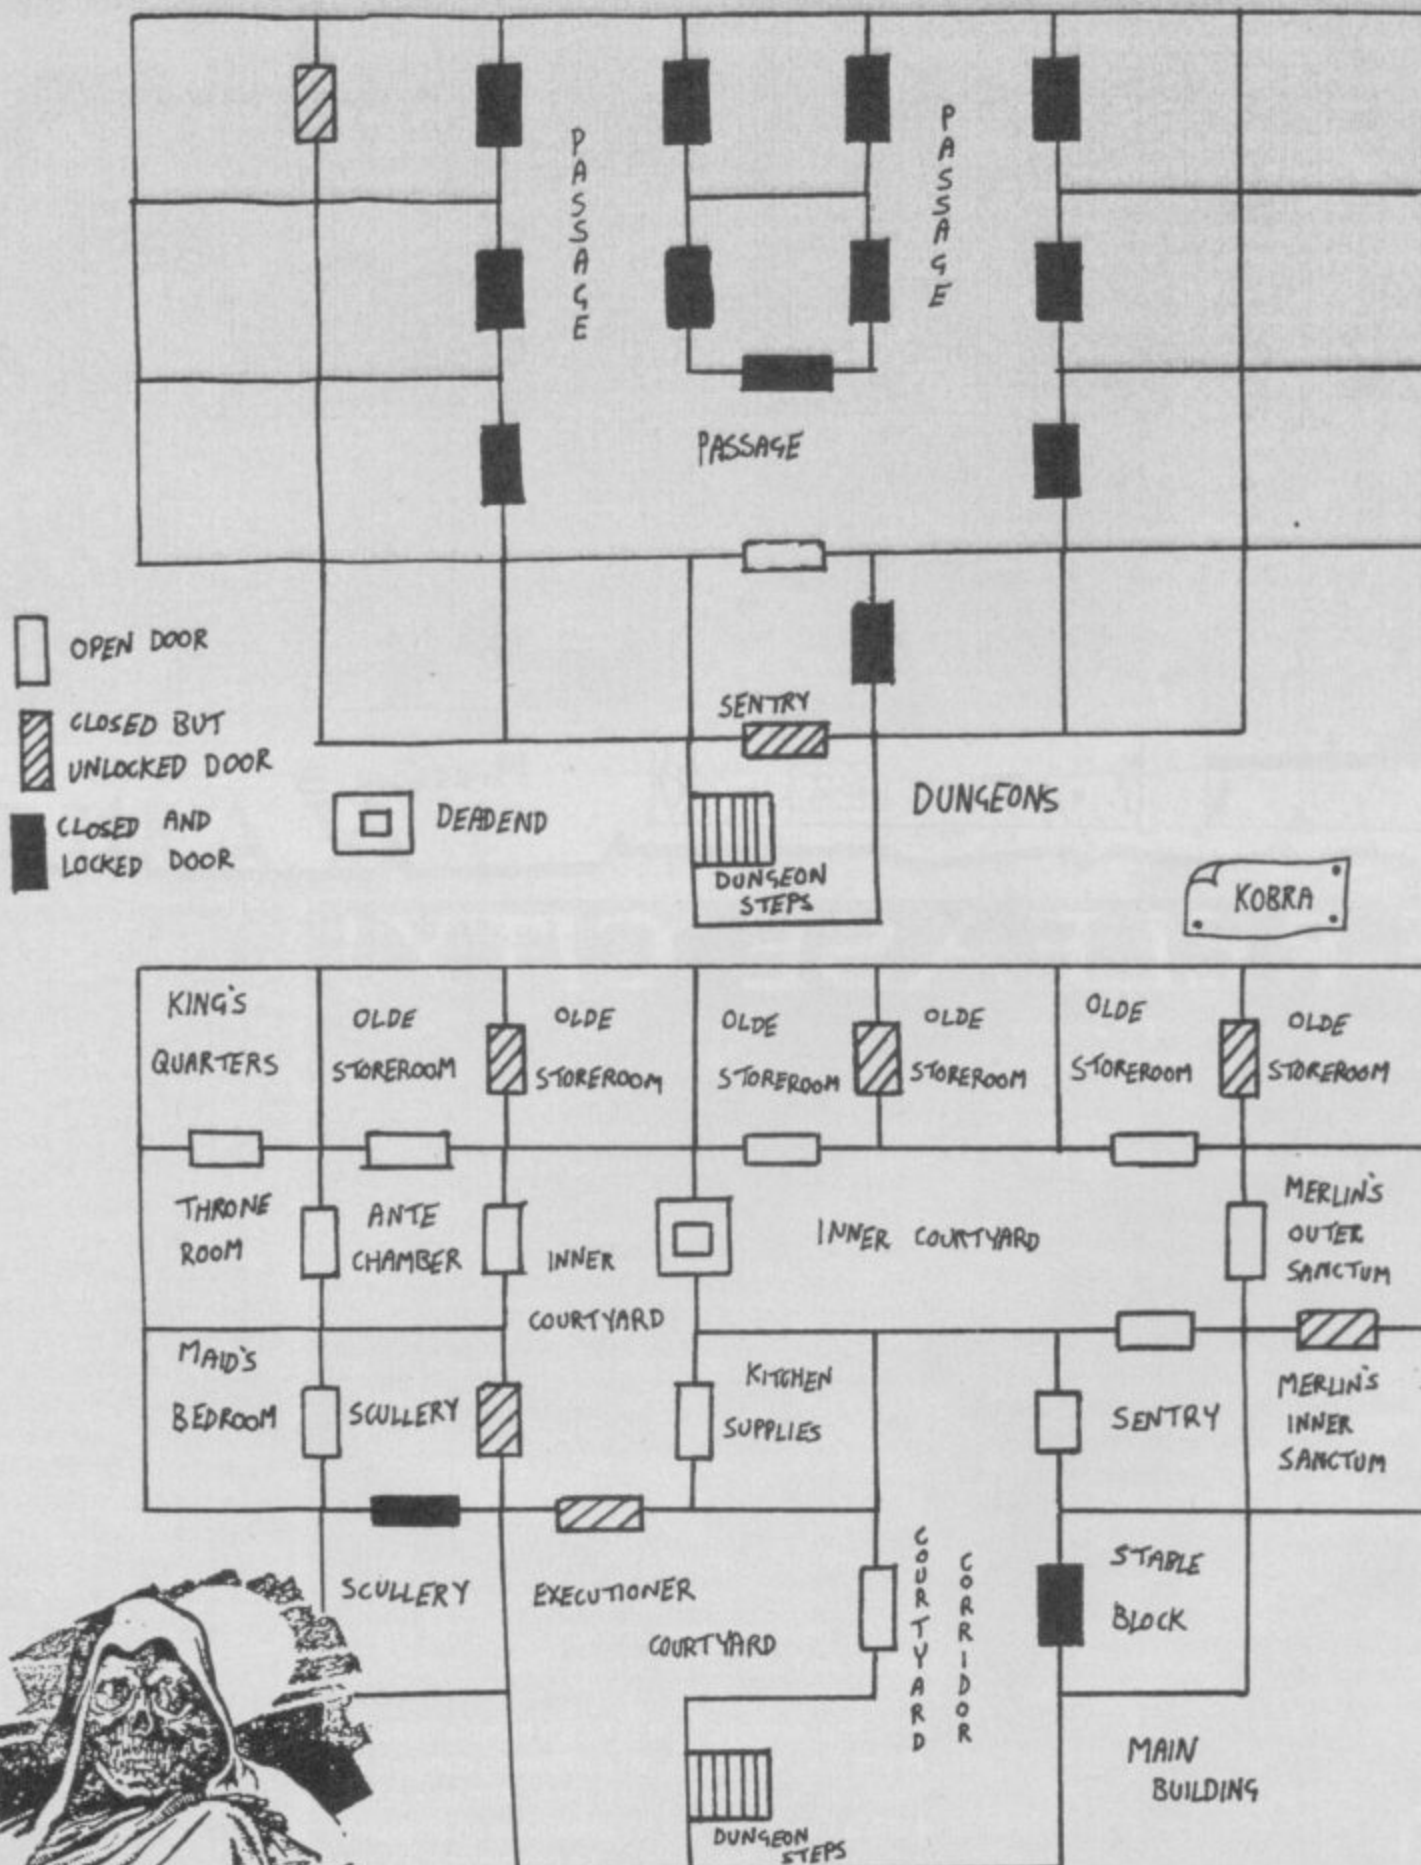 PASSAGE
PASSAGE
PASSAGE
OPEN DOOR
CLOSED BUT
UNLOCKED DOOR
CLOSED AND
LOCKED DOOR
DEADEND
SENTRY
DUNGEONS
DUNGEON
STEPS
KOBRA
KING'S
QUARTERS
OLDE
STOREROOM
OLDE
STOREROOM
OLDE
STOREROOM
OLDE
STOREROOM
OLDE
STOREROOM
OLDE
STOREROOM
THRONE
ROOM
ANTE
CHAMBER
INNER
COURTYARD
INNER COURTYARD
MERLIN'S
OUTER
SANCTUM
MAID'S
BEDROOM
SCULLERY
KITCHEN
SUPPLIES
SENTRY
MERLIN'S
INNER
SANCTUM
SCULLERY
EXECUTIONER
COURTYARD
COURTYARD
CORRIDOR
STABLE
BLOCK
MAIN
BUILDING
DUNGEON
STEPS